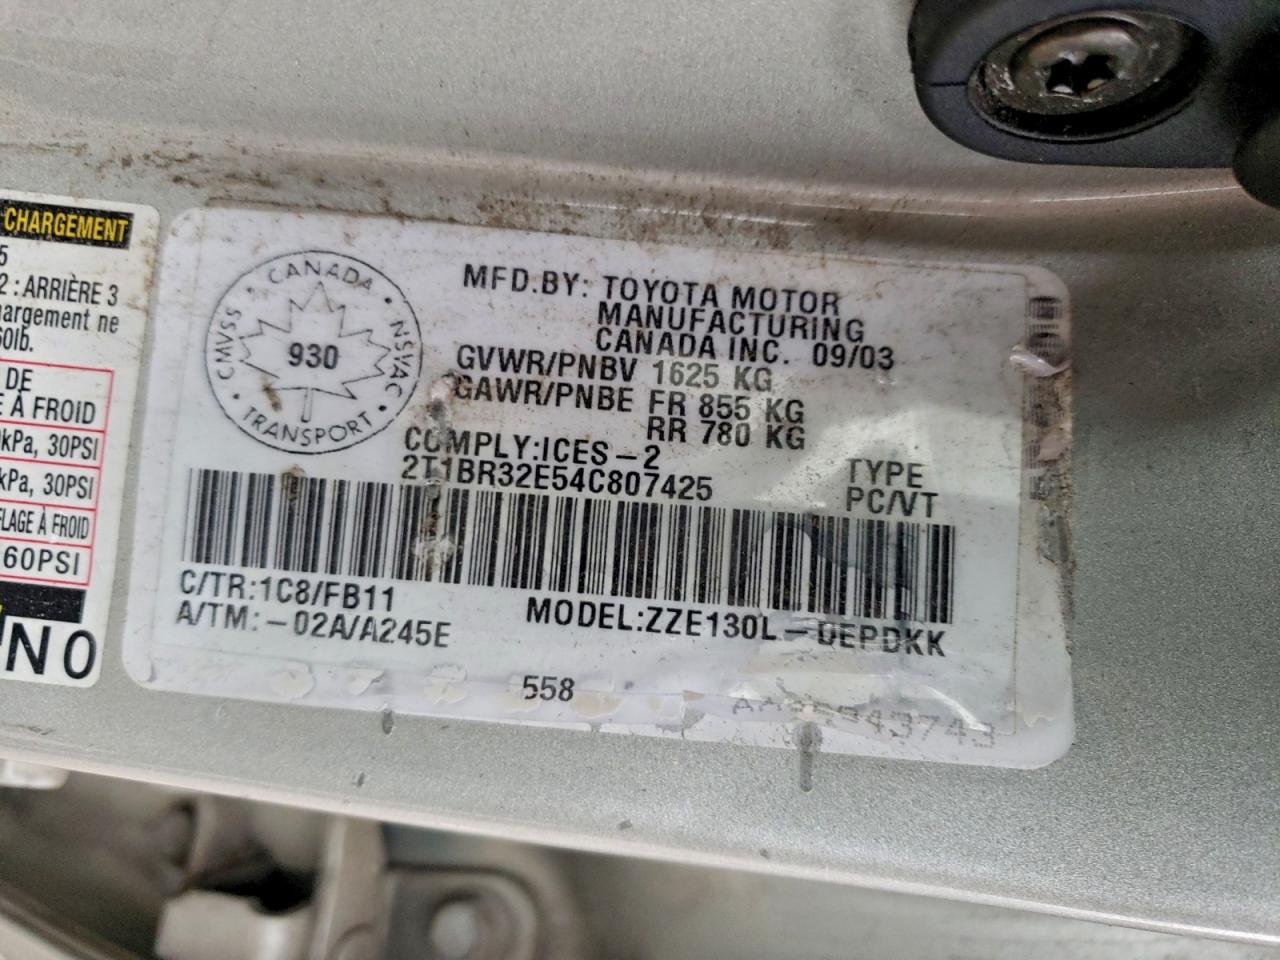 CHARGEMENT
5
2 : ARRIÈRE 3
hargement ne
60lb.
DE
E À FROID
0kPa, 30PSI
kPa, 30PSI
FLAGE À FROID
60PSI
NO
CANADA
CMVSS
930
NSVAC
TRANSPORT
MFD.BY: TOYOTA MOTOR
MANUFACTURING
CANADA INC. 09/03
GVWR/PNBV 1625 KG
GAWR/PNBE FR 855 KG
RR 780 KG
COMPLY:ICES-2
2T1BR32E54C807425
TYPE
PC/VT
C/TR:1C8/FB11
A/TM:-02A/A245E
MODEL:ZZE130L-DEPDKK
558